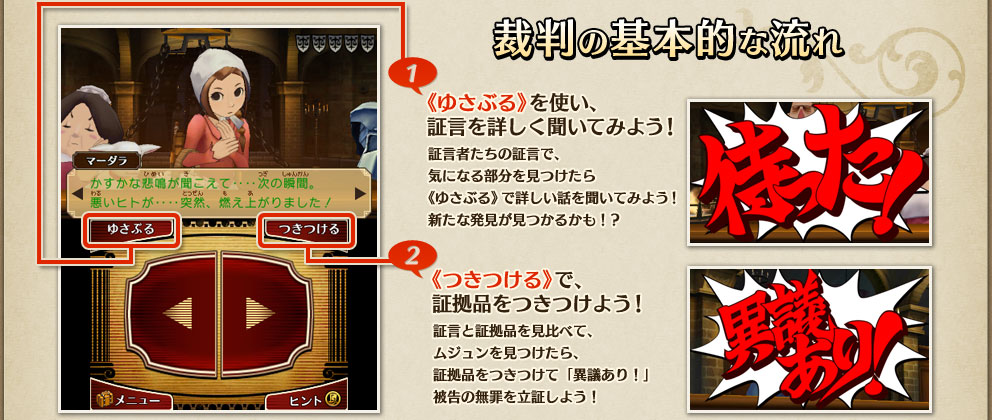 裁判の基本的な流れ
1
《ゆさぶる》を使い、
証言を詳しく聞いてみよう！
証言者たちの証言で、
気になる部分を見つけたら
《ゆさぶる》で詳しい話を聞いてみよう！
新たな発見が見つかるかも！？
待った！
マーダラ
かすかな悲鳴が聞こえて‥‥次の瞬間。
悪いヒトが‥‥突然、燃え上がりました！
ゆさぶる
つきつける
2
《つきつける》で、
証拠品をつきつけよう！
証言と証拠品を見比べて、
ムジュンを見つけたら、
証拠品をつきつけて「異議あり！」
被告の無罪を立証しよう！
異議あり！
メニュー
ヒント